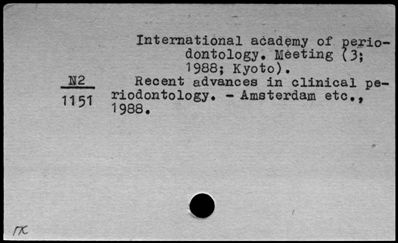 International academy of perio-
dontology. Meeting (3;
1988; Kyoto).
N2
1151
Recent advances in clinical pe-
riodontology. - Amsterdam etc.,
1988.
ГК